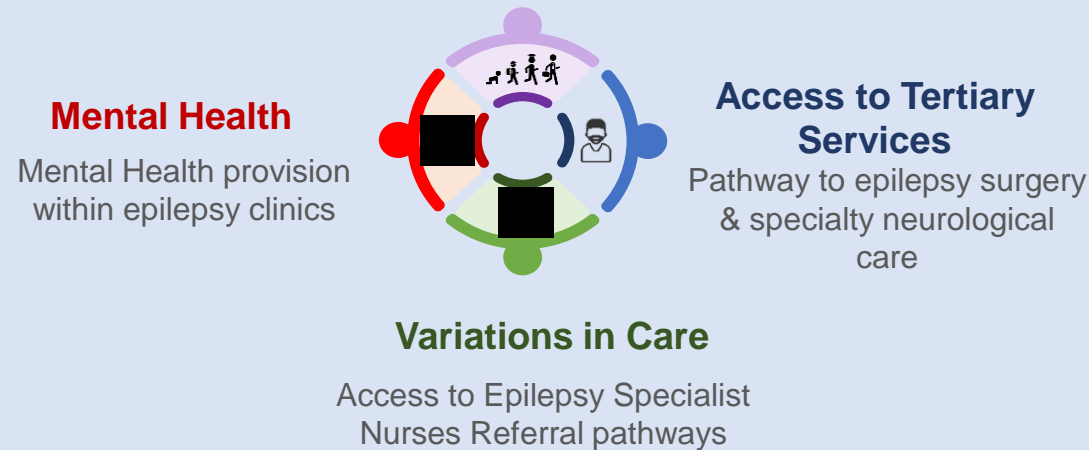 Mental Health
Mental Health provision
within epilepsy clinics
Access to Tertiary
Services
Pathway to epilepsy surgery
& specialty neurological
care
Variations in Care
Access to Epilepsy Specialist
Nurses Referral pathways